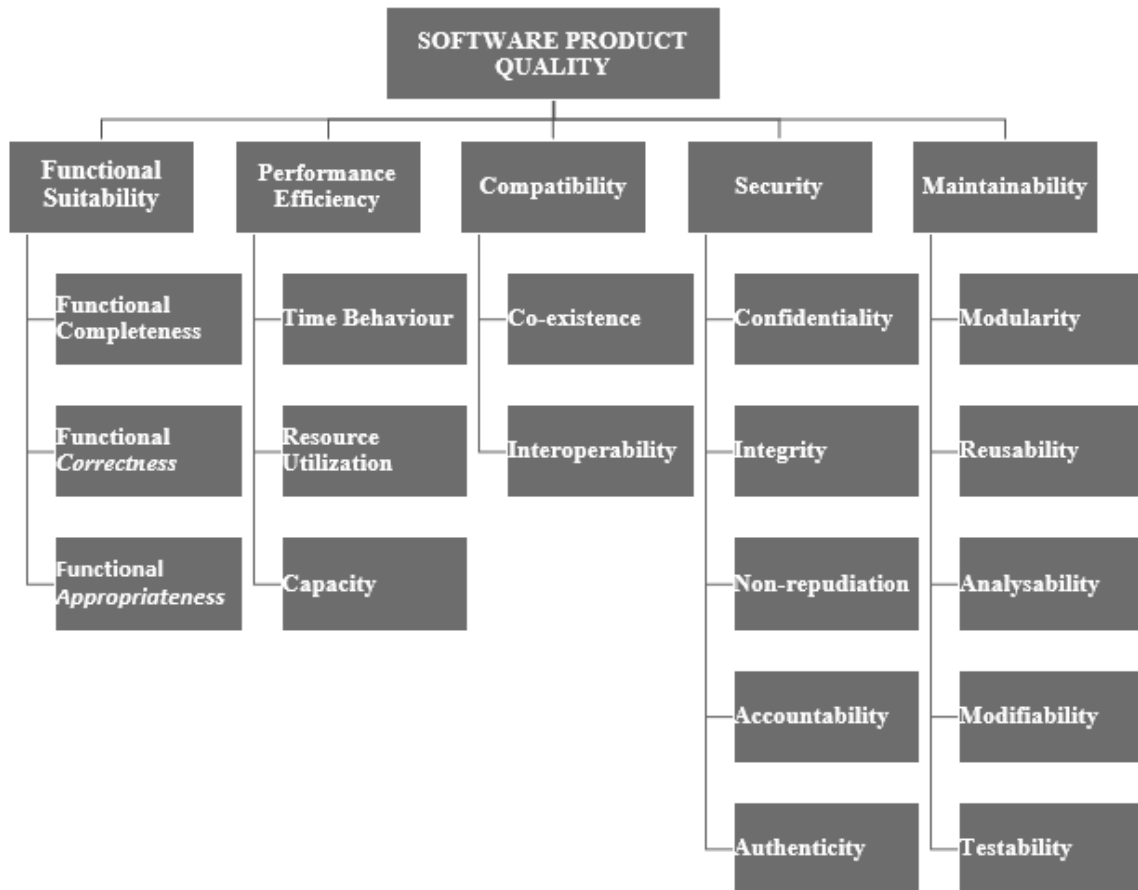 SOFTWARE PRODUCT
QUALITY
Functional
Suitability
Performance
Efficiency
Compatibility
Security
Maintainability
Functional
Completeness
Functional
Correctness
Functional
Appropriateness
Time Behaviour
Resource
Utilization
Capacity
Co-existence
Interoperability
Confidentiality
Integrity
Non-repudiation
Accountability
Authenticity
Modularity
Reusability
Analysability
Modifiability
Testability